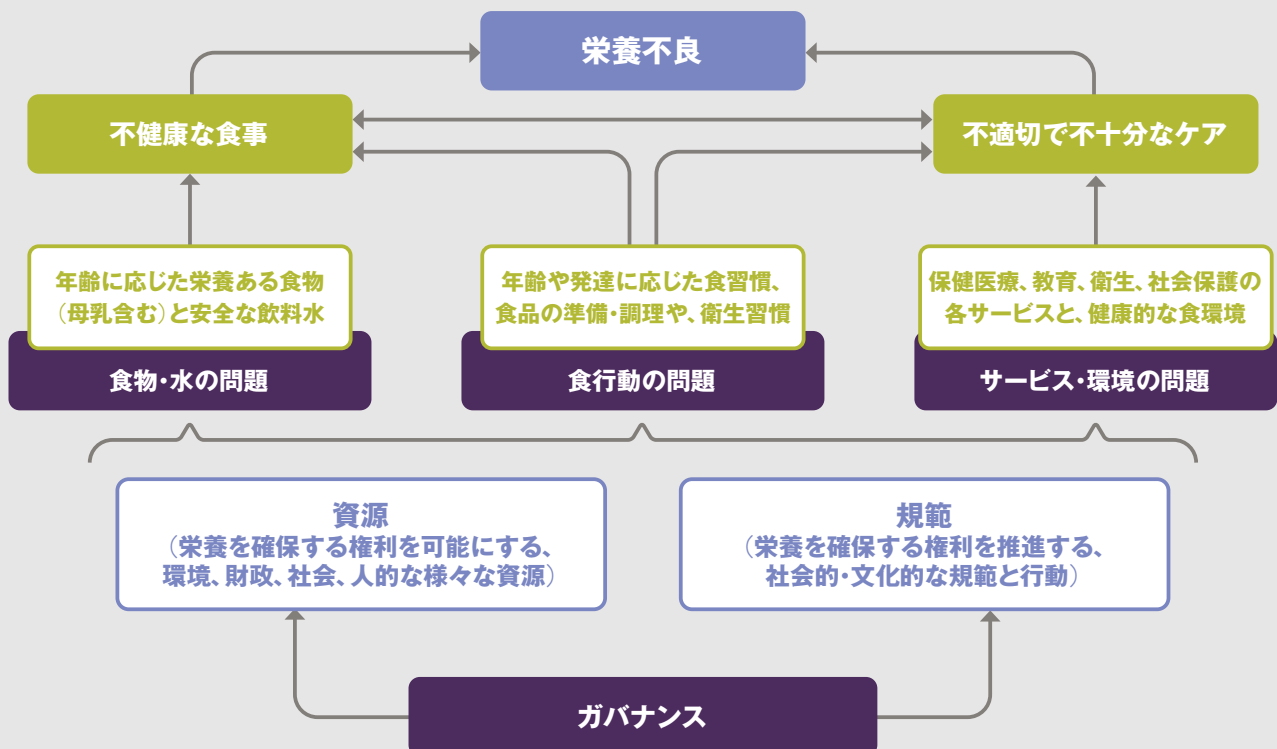 栄養不良
不健康な食事
不適切で不十分なケア
年齢に応じた栄養ある食物
（母乳含む）と安全な飲料水
年齢や発達に応じた食習慣、
食品の準備・調理や、衛生習慣
保健医療、教育、衛生、社会保護の
各サービスと、健康的な食環境
食物・水の問題
食行動の問題
サービス・環境の問題
資源
（栄養を確保する権利を可能にする、
環境、財政、社会、人的な様々な資源）
規範
（栄養を確保する権利を推進する、
社会的・文化的な規範と行動）
ガバナンス